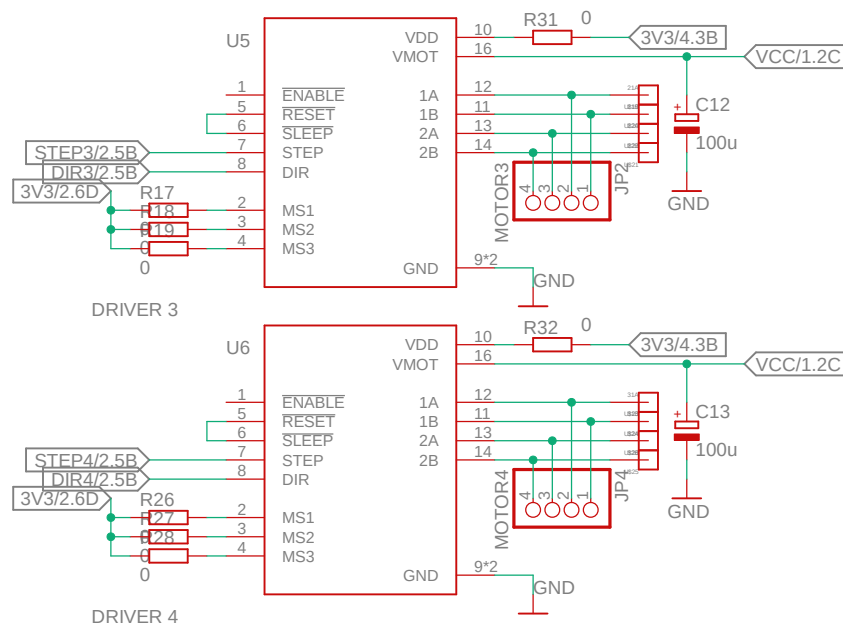 R31 0
VDD 10 3V3/4.3B
U5
VMOT 16 VCC/1.2C
1 ENABLE 1A 12
5 RESET 1B 11 C12
6 SLEEP 2A 13
STEP3/2.5B 7 STEP 2B 14 100u
DIR3/2.5B 8 DIR
3V3/2.6D
R17
2 MS1
R18
3 MS2
R19
4 MS3
0
0
MOTOR3 4 3 2 1 JP2
GND
GND 9*2
GND
DRIVER 3
R32 0
VDD 10 3V3/4.3B
U6
VMOT 16 VCC/1.2C
1 ENABLE 1A 12
5 RESET 1B 11 C13
6 SLEEP 2A 13
STEP4/2.5B 7 STEP 2B 14 100u
DIR4/2.5B 8 DIR
3V3/2.6D
R26
2 MS1
R27
3 MS2
R28
4 MS3
0
0
MOTOR4 4 3 2 1 JP4
GND
GND 9*2
GND
DRIVER 4